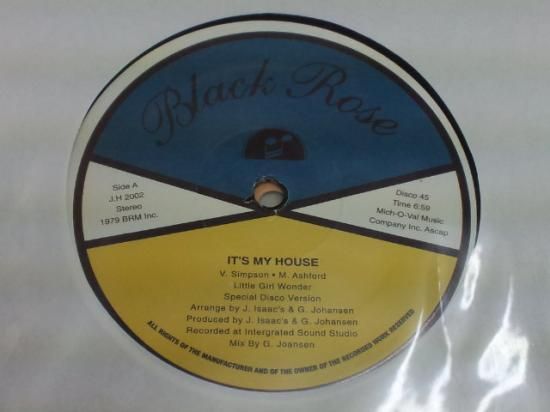 Black Rose
Side A
J.H 2002
Stereo
1979 BRM Inc.
Disco 45
Time 6:59
Mich-O-Val Music
Company Inc. Ascap
IT'S MY HOUSE
V. Simpson • M. Ashford
Little Girl Wonder
Special Disco Version
Arrange by J. Isaac's & G. Johansen
Produced by J. Isaac's & G. Johansen
Recorded at Intergrated Sound Studio
Mix By G. Joansen
ALL RIGHTS OF THE MANUFACTURER AND OF THE OWNER OF THE RECORDED WORK RESERVED